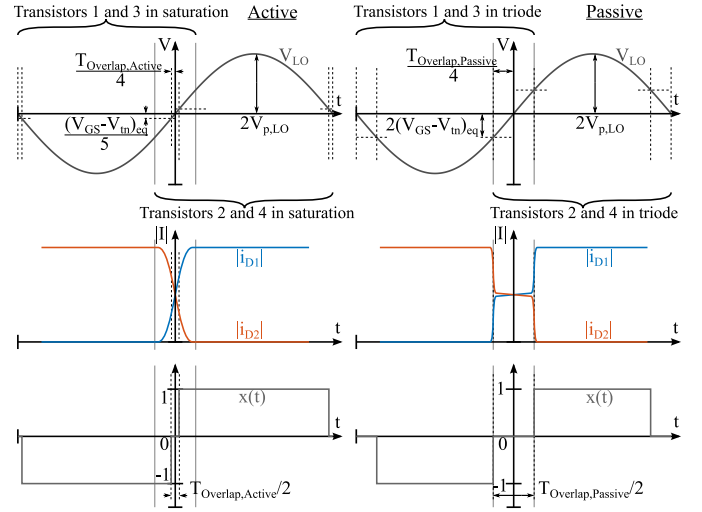 Transistors 1 and 3 in saturation
Active
V
V_LO
T_Overlap,Active
4
t
(V_GS-V_tn)_eq
5
2V_p,LO
Transistors 2 and 4 in saturation
|I|
|i_D1|
|i_D2|
t
1
x(t)
t
0
-1
T_Overlap,Active/2
Transistors 1 and 3 in triode
Passive
V
V_LO
T_Overlap,Passive
4
t
2(V_GS-V_tn)_eq
2V_p,LO
Transistors 2 and 4 in triode
|I|
|i_D1|
|i_D2|
t
1
x(t)
t
0
-1
T_Overlap,Passive/2